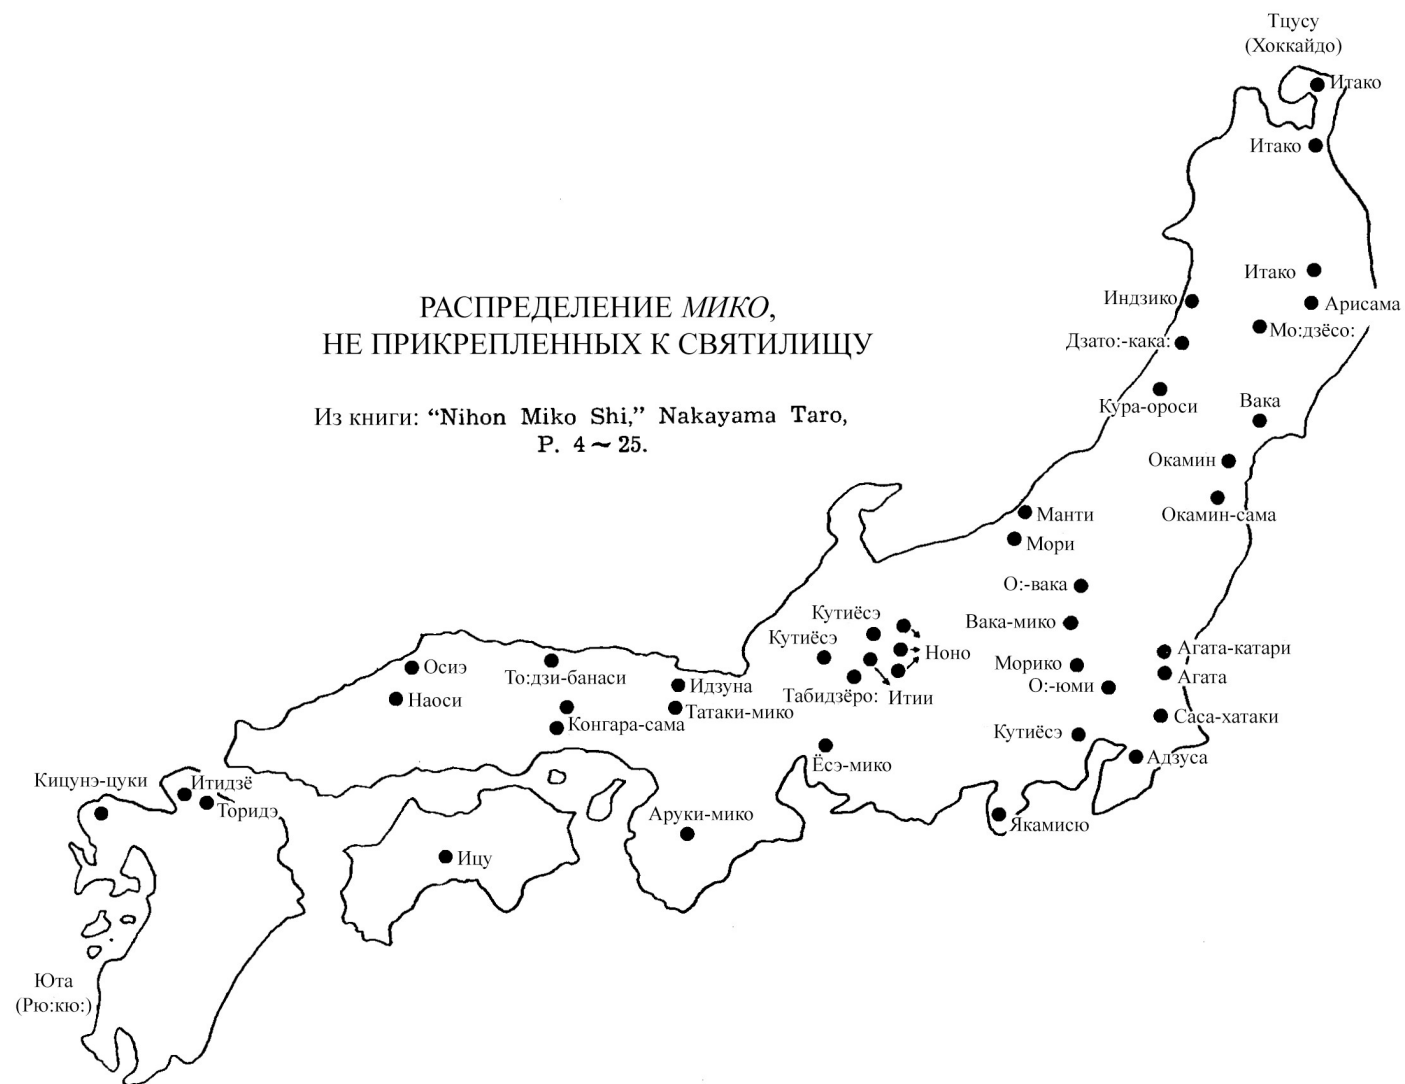 Тцусу
(Хоккайдо)
Итако
Итако
Итако
Индзико
Арисама
Мо:дзёсо:
Дзато:-кака:
РАСПРЕДЕЛЕНИЕ МИКО,
НЕ ПРИКРЕПЛЕННЫХ К СВЯТИЛИЩУ
Из книги: “Nihon Miko Shi,” Nakayama Taro,
P. 4～25.
Кура-ороси
Вака
Окамин
Окамин-сама
Манти
Мори
О:-вака
Кутиёсэ
Вака-мико
Кутиёсэ
Ноно
Агата-катари
Осиэ
То:дзи-банаси
Морико
Агата
Идзуна
Табидзёро:
Итии
О:-юми
Наоси
Татаки-мико
Конгара-сама
Саса-хатаки
Кутиёсэ
Адзуса
Ёсэ-мико
Кицунэ-цуки
Итидзё
Торидэ
Аруки-мико
Якамисю
Ицу
Юта
(Рю:кю:)